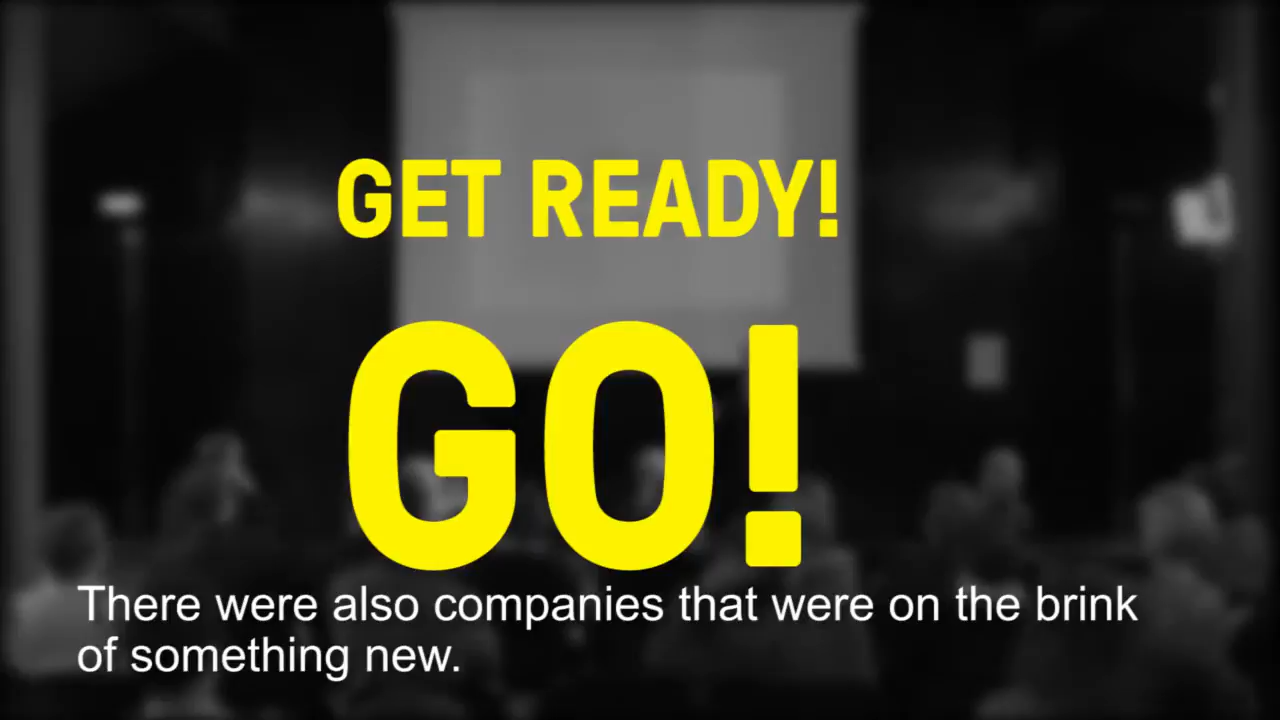 GET READY!
GO!
There were also companies that were on the brink
of something new.